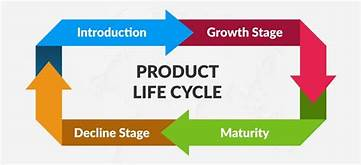 Introduction
Growth Stage
PRODUCT
LIFE CYCLE
Decline Stage
Maturity